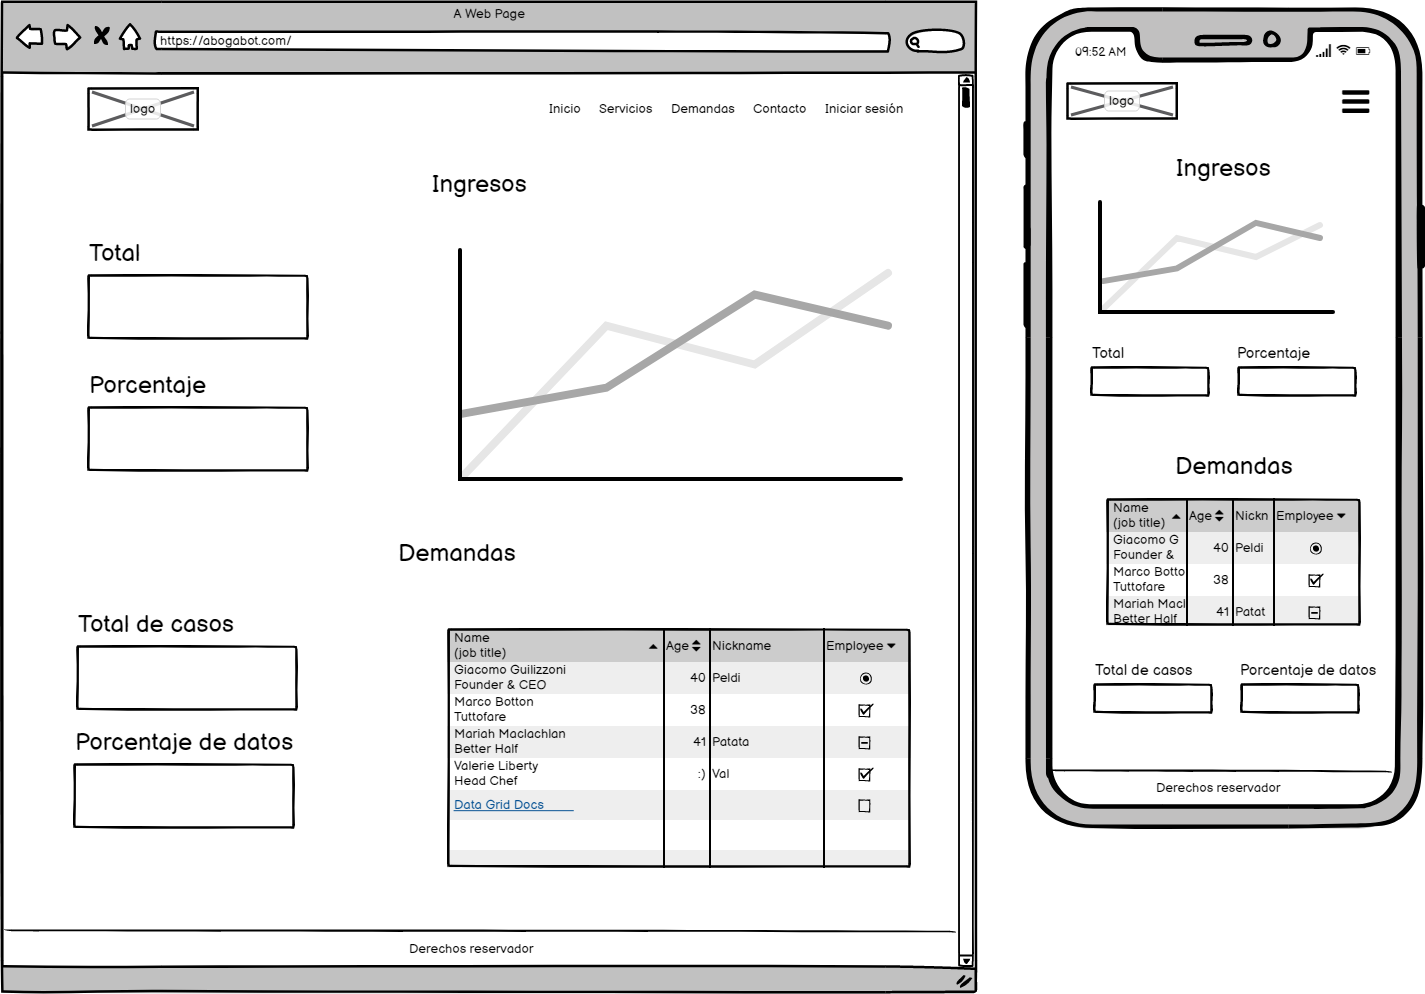 A Web Page
https://abogabot.com/
logo
Inicio Servicios Demandas Contacto Iniciar sesión
Ingresos
Total
Porcentaje
Demandas
Total de casos
Porcentaje de datos
Name
(job title)
Age
Nickname
Employee
Giacomo Guilizzoni
Founder & CEO
40
Peldi
Marco Botton
Tuttofare
38
Mariah Maclachlan
Better Half
41
Patata
Valerie Liberty
Head Chef
:)
Val
Data Grid Docs
Derechos reservador
09:52 AM
logo
Ingresos
Total
Porcentaje
Demandas
Name
(job title)
Age
Nickn
Employee
Giacomo G
Founder &
40
Peldi
Marco Botto
Tuttofare
38
Mariah Macl
Better Half
41
Patat
Total de casos
Porcentaje de datos
Derechos reservador